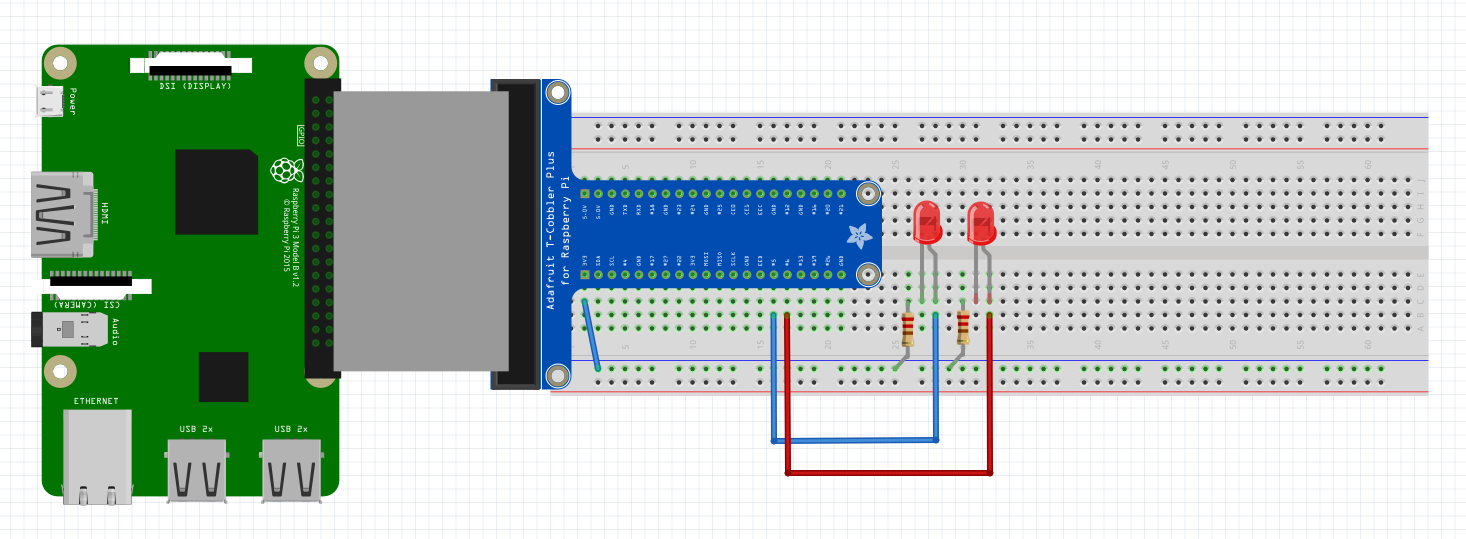 DSI (DISPLAY)
Power
HDMI
GPIO
Raspberry Pi 3 Model B v1.2
© Raspberry Pi 2015
CSI (CAMERA)
Audio
ETHERNET
USB 2x
USB 2x
Adafruit T-Cobbler Plus
for Raspberry Pi
5.0V 5.0V GND TXD RXD #18 GND #23 #24 GND #25 CE0 CE1 EEC GND #12 GND #16 #20 #21
3V3 SDA SCL #4 GND #17 #27 #22 3V3 MOSI MISO SCLK GND EED #5 #6 #13 #19 #26 GND
5 10 15 20 25 30 35 40 45 50 55 60
J
I
H
G
F
E
D
C
B
A
5 10 15 20 25 30 35 40 45 50 55 60